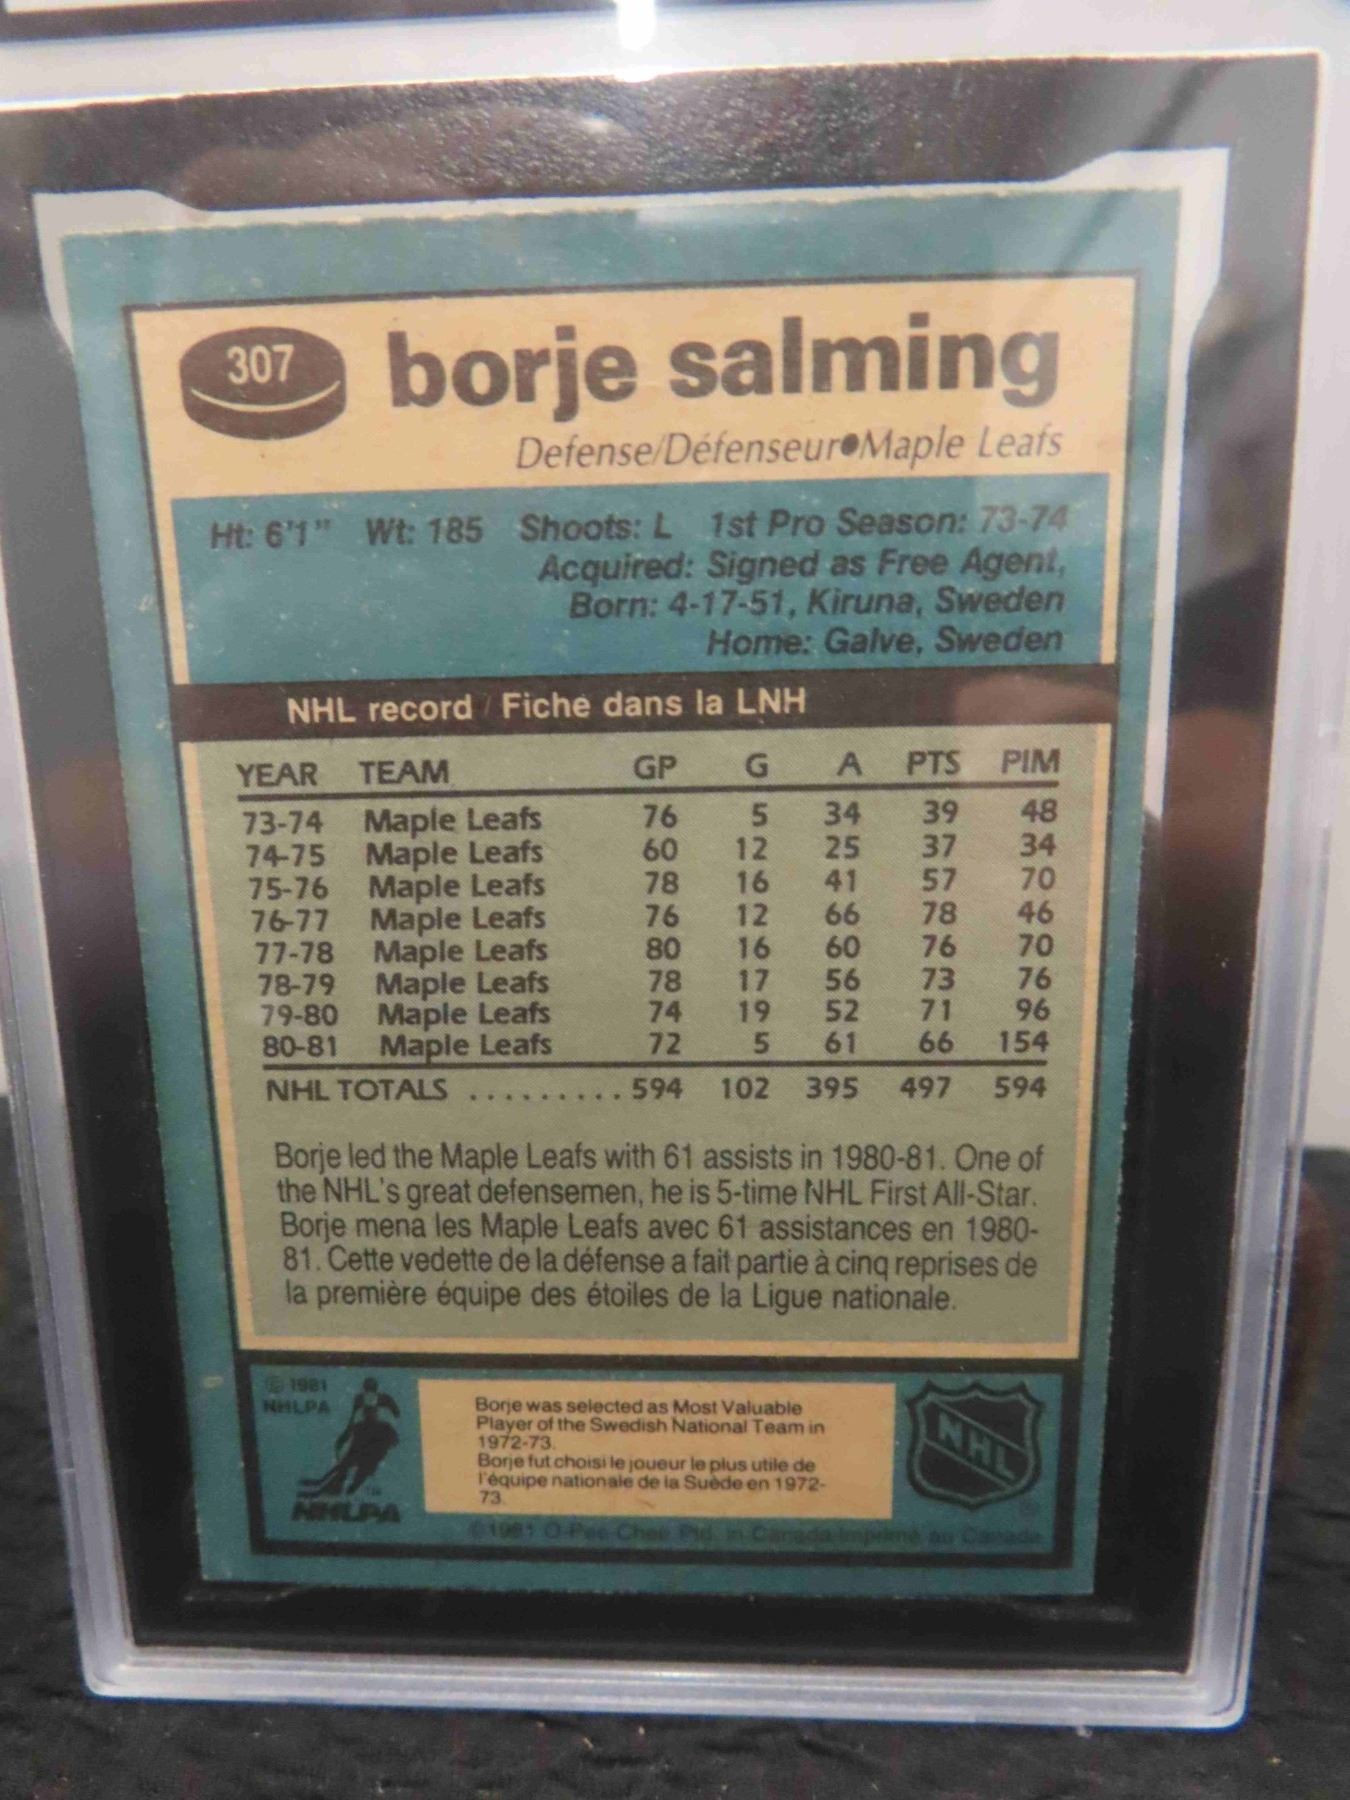 307 borje salming
Defense/Défenseur●Maple Leafs
Ht: 6'1" Wt: 185 Shoots: L 1st Pro Season: 73-74
Acquired: Signed as Free Agent,
Born: 4-17-51, Kiruna, Sweden
Home: Galve, Sweden
NHL record / Fiche dans la LNH
YEAR TEAM GP G A PTS PIM
73-74 Maple Leafs 76 5 34 39 48
74-75 Maple Leafs 60 12 25 37 34
75-76 Maple Leafs 78 16 41 57 70
76-77 Maple Leafs 76 12 66 78 46
77-78 Maple Leafs 80 16 60 76 70
78-79 Maple Leafs 78 17 56 73 76
79-80 Maple Leafs 74 19 52 71 96
80-81 Maple Leafs 72 5 61 66 154
NHL TOTALS .......... 594 102 395 497 594
Borje led the Maple Leafs with 61 assists in 1980-81. One of
the NHL's great defensemen, he is 5-time NHL First All-Star.
Borje mena les Maple Leafs avec 61 assistances en 1980-
81. Cette vedette de la défense a fait partie à cinq reprises de
la première équipe des étoiles de la Ligue nationale.
© 1981
NHLPA
NHLPA
TM
Borje was selected as Most Valuable
Player of the Swedish National Team in
1972-73.
Borje fut choisi le joueur le plus utile de
l'équipe nationale de la Suède en 1972-
73.
NHL
®
©1981 O-Pee-Chee Ptd. in Canada/Imprimé au Canada